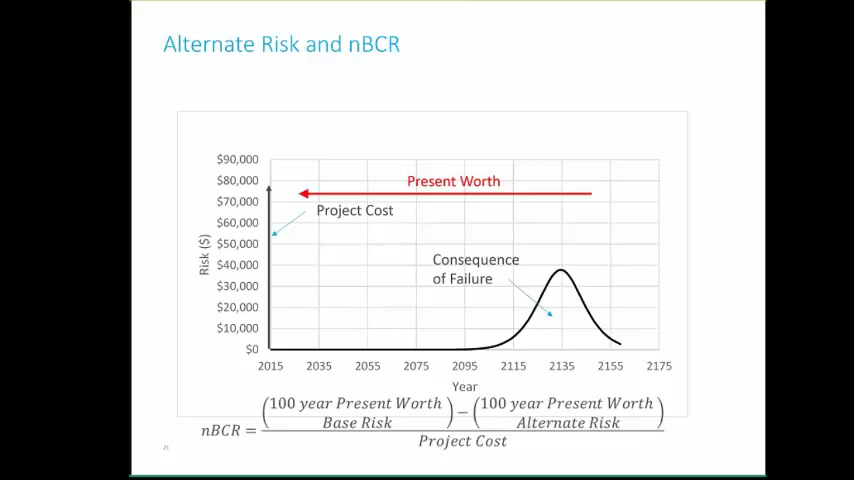 Alternate Risk and nBCR
$90,000
$80,000
$70,000
$60,000
$50,000
$40,000
$30,000
$20,000
$10,000
$0
Risk ($)
Present Worth
Project Cost
Consequence
of Failure
2015 2035 2055 2075 2095 2115 2135 2155 2175
Year
nBCR = (100 year Present Worth Base Risk) − (100 year Present Worth Alternate Risk)
Project Cost
21